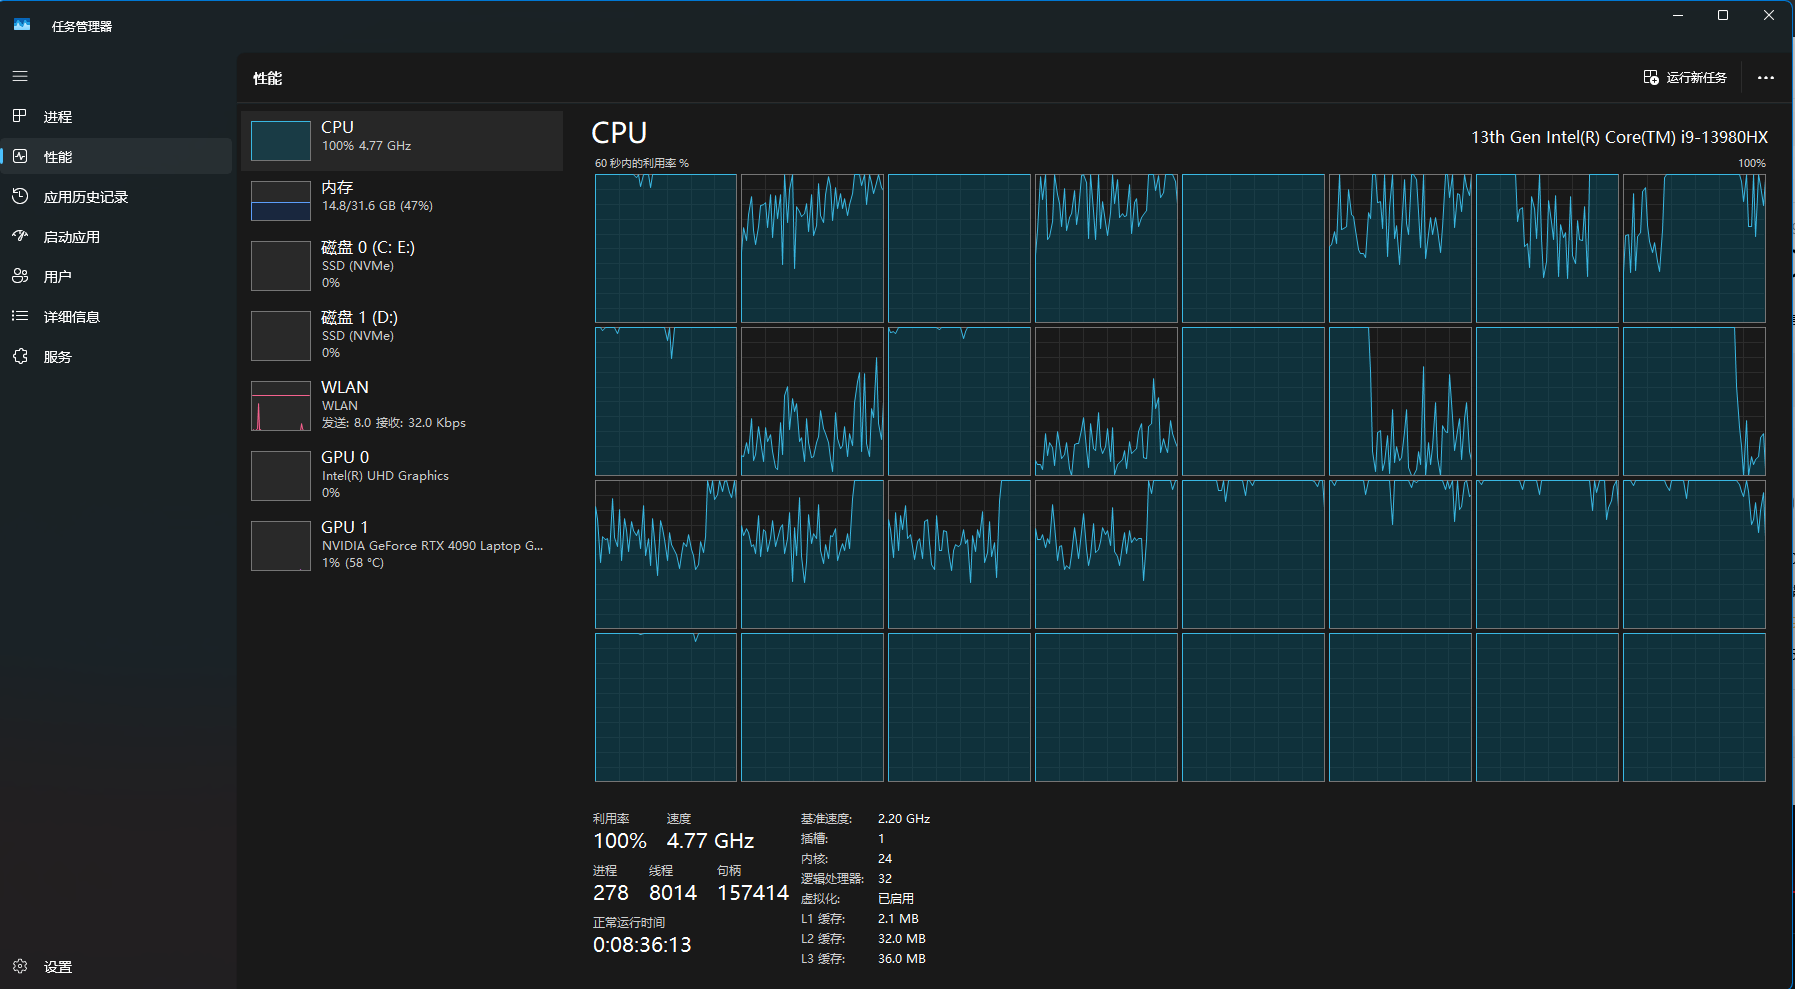 任务管理器
性能
运行新任务
进程
性能
应用历史记录
启动应用
用户
详细信息
服务
设置
CPU
100% 4.77 GHz
内存
14.8/31.6 GB (47%)
磁盘 0 (C: E:)
SSD (NVMe)
0%
磁盘 1 (D:)
SSD (NVMe)
0%
WLAN
WLAN
发送: 8.0 接收: 32.0 Kbps
GPU 0
Intel(R) UHD Graphics
0%
GPU 1
NVIDIA GeForce RTX 4090 Laptop G...
1% (58 °C)
CPU
13th Gen Intel(R) Core(TM) i9-13980HX
60 秒内的利用率 %
100%
利用率
速度
100%
4.77 GHz
进程
线程
句柄
278
8014
157414
正常运行时间
0:08:36:13
基准速度: 2.20 GHz
插槽: 1
内核: 24
逻辑处理器: 32
虚拟化: 已启用
L1 缓存: 2.1 MB
L2 缓存: 32.0 MB
L3 缓存: 36.0 MB